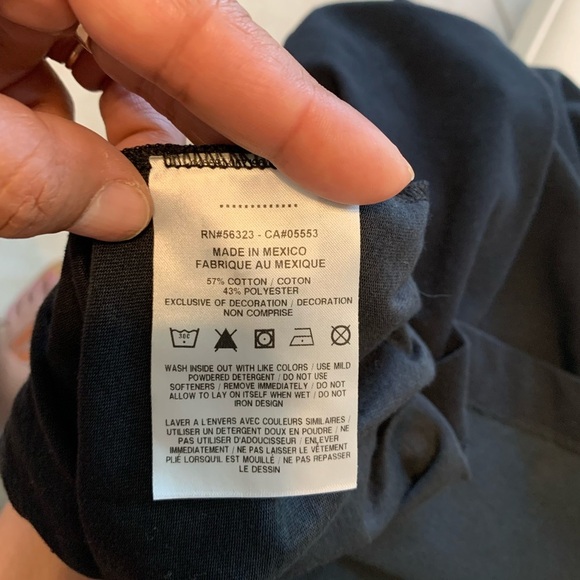 RN#56323 - CA#05553
MADE IN MEXICO
FABRIQUE AU MEXIQUE
57% COTTON / COTON
43% POLYESTER
EXCLUSIVE OF DECORATION / DECORATION
NON COMPRISE
30C
WASH INSIDE OUT WITH LIKE COLORS / USE MILD
POWDERED DETERGENT / DO NOT USE
SOFTENERS / REMOVE IMMEDIATELY / DO NOT
ALLOW TO LAY ON ITSELF WHEN WET / DO NOT
IRON DESIGN
LAVER A L'ENVERS AVEC COULEURS SIMILAIRES /
UTILISER UN DETERGENT DOUX EN POUDRE / NE
PAS UTILISER D'ADOUCISSEUR / ENLEVER
IMMEDIATEMENT / NE PAS LAISSER LE VÊTEMENT
PLIÉ LORSQU'IL EST MOUILLÉ / NE PAS REPASSER
LE DESSIN